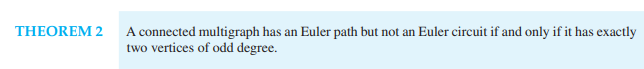 THEOREM 2 A connected multigraph has an Euler path but not an Euler circuit if and only if it has exactly
two vertices of odd degree.